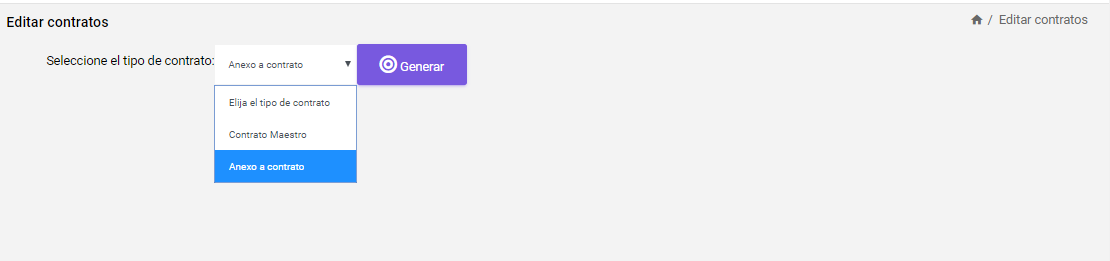 Editar contratos
/ Editar contratos
Seleccione el tipo de contrato:
Anexo a contrato
Generar
Elija el tipo de contrato
Contrato Maestro
Anexo a contrato